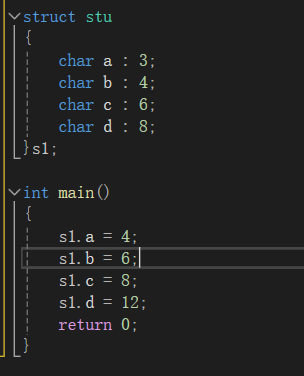 struct stu
{
char a : 3;
char b : 4;
char c : 6;
char d : 8;
}s1;
int main()
{
s1.a = 4;
s1.b = 6;
s1.c = 8;
s1.d = 12;
return 0;
}